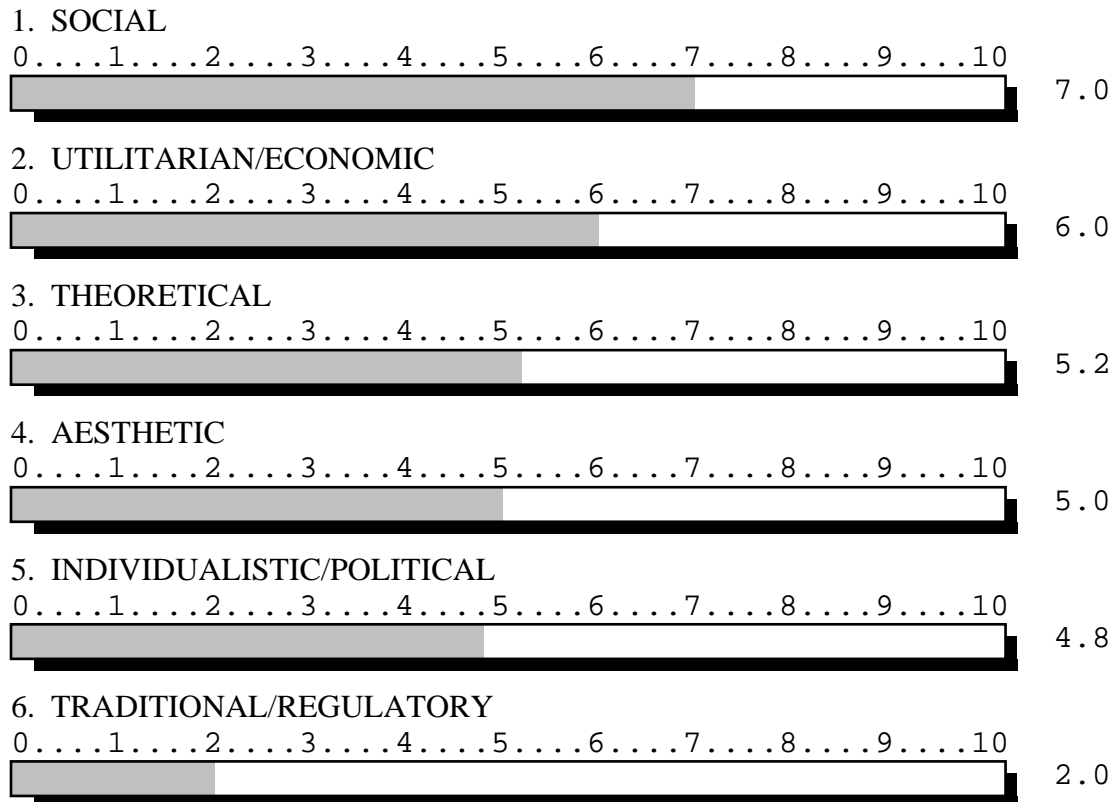 1. SOCIAL
0....1....2....3....4....5....6....7....8....9....10
7.0
2. UTILITARIAN/ECONOMIC
0....1....2....3....4....5....6....7....8....9....10
6.0
3. THEORETICAL
0....1....2....3....4....5....6....7....8....9....10
5.2
4. AESTHETIC
0....1....2....3....4....5....6....7....8....9....10
5.0
5. INDIVIDUALISTIC/POLITICAL
0....1....2....3....4....5....6....7....8....9....10
4.8
6. TRADITIONAL/REGULATORY
0....1....2....3....4....5....6....7....8....9....10
2.0